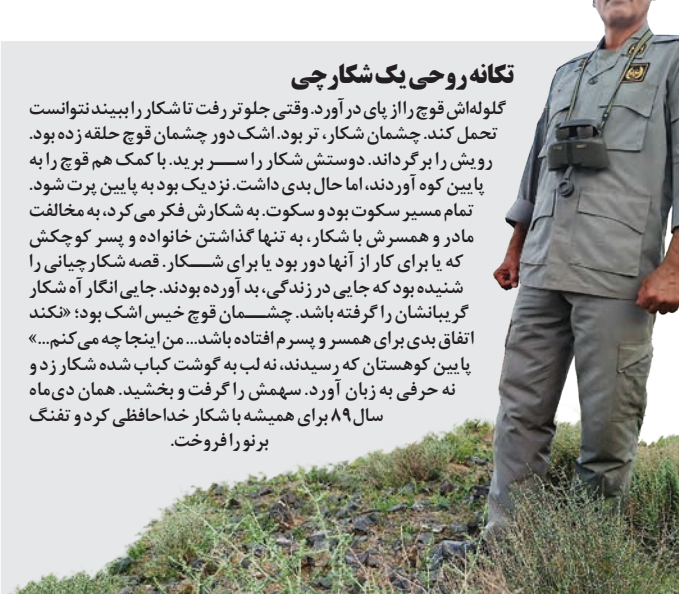 تکانه روحی یک شکارچی
گلوله‌اش قوچ را از پای درآورد. وقتی جلوتر رفت تا شکار را ببیند نتوانست
تحمل کند. چشمان شکار، تر بود. اشک دور چشمان قوچ حلقه زده بود.
رویش را برگرداند. دوستش شکار را ســـر برید. با کمک هم قوچ را به
پایین کوه آوردند، اما حال بدی داشت. نزدیک بود به پایین پرت شود.
تمام مسیر سکوت بود و سکوت. به شکارش فکر می‌کرد، به مخالفت
مادر و همسرش با شکار، به تنها گذاشتن خانواده و پسر کوچکش
که یا برای کار از آنها دور بود یا برای شـــکار. قصه شکارچیانی را
شنیده بود که جایی در زندگی، بد آورده بودند. جایی انگار آه شکار
گریبانشان را گرفته باشد. چشـــمان قوچ خیس اشک بود؛ «نکند
اتفاق بدی برای همسر و پسرم افتاده باشد... من اینجا چه می‌کنم...»
پایین کوهستان که رسیدند، نه لب به گوشت کباب شده شکار زد و
نه حرفی به زبان آورد. سهمش را گرفت و بخشید. همان دی‌ماه
سال ۸۹ برای همیشه با شکار خداحافظی کرد و تفنگ
برنو را فروخت.